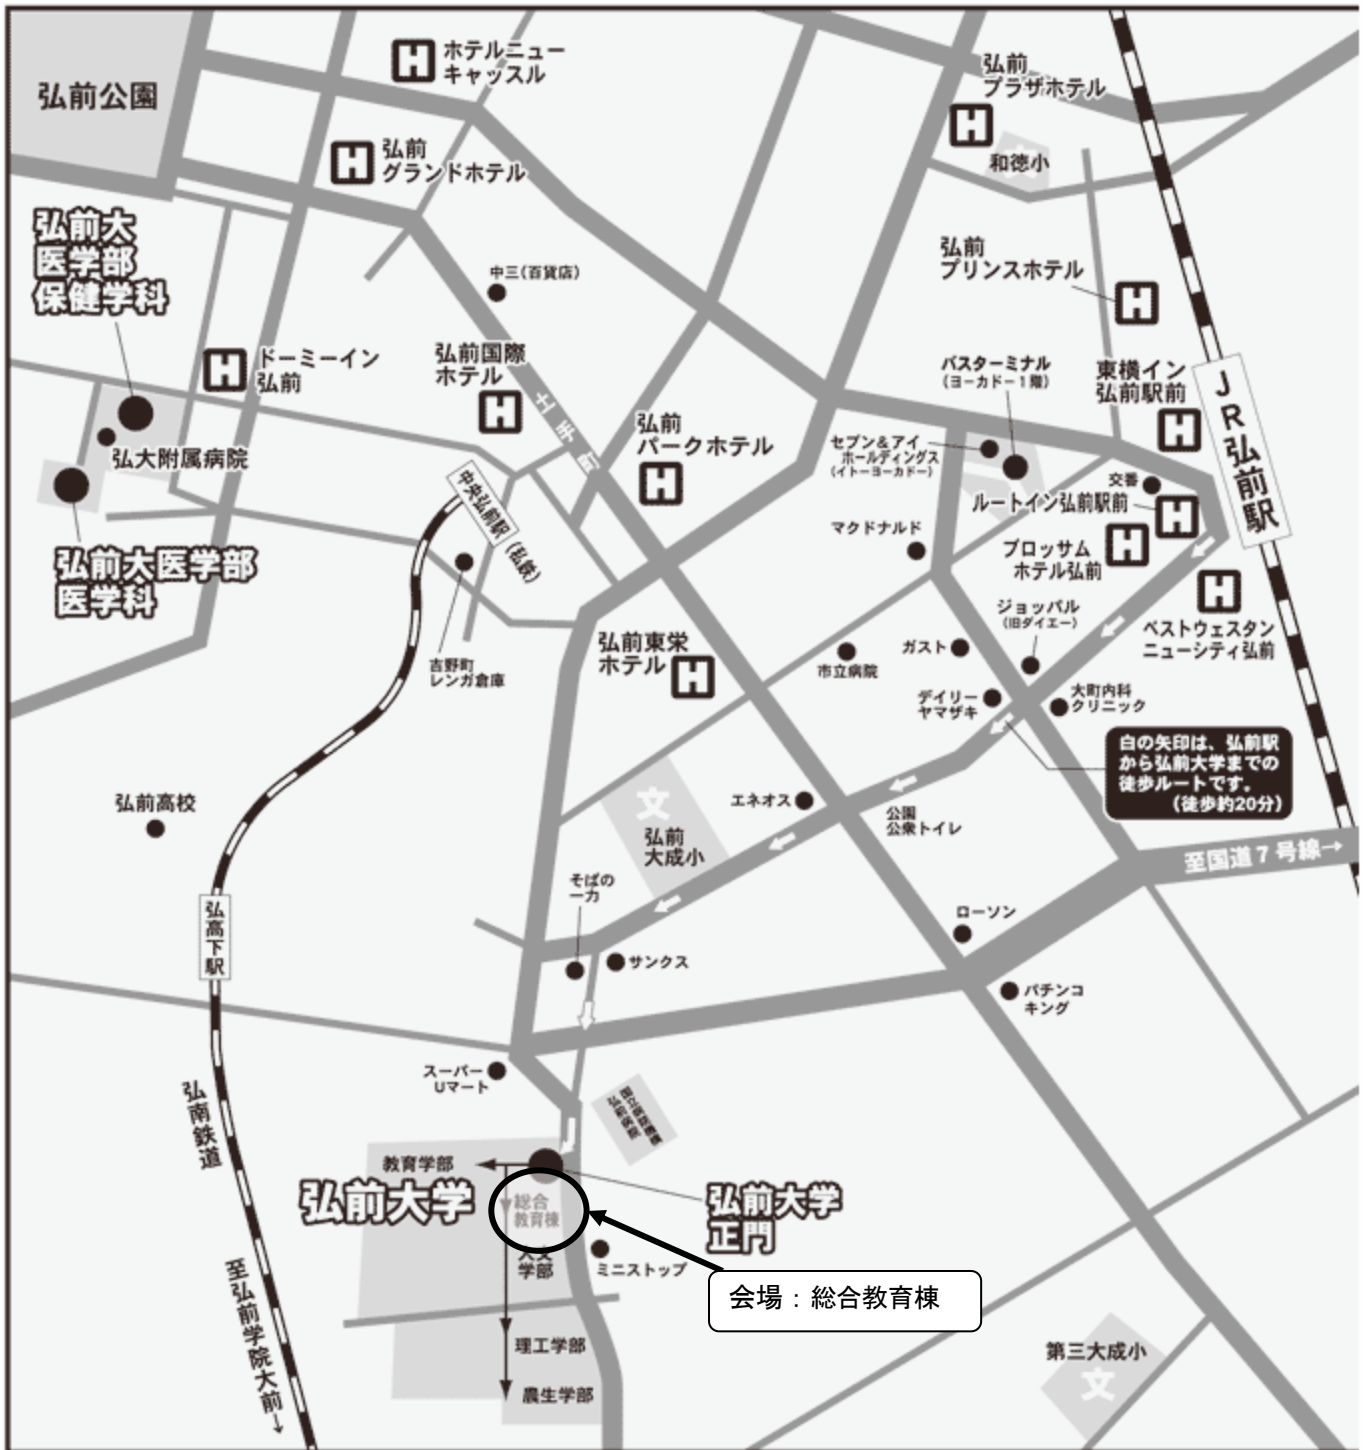 ホテルニュー
キャッスル
弘前公園
弘前
グランドホテル
弘前
プラザホテル
和徳小
文
弘前大
医学部
保健学科
中三(百貨店)
弘前
プリンスホテル
ドーミーイン
弘前
弘前国際
ホテル
土手町
弘前
パークホテル
バスターミナル
(ヨーカドー1階)
東横イン
弘前駅前
JR弘前駅
セブン&アイ
ホールディングス
(イトーヨーカドー)
交番
ルートイン弘前駅前
弘大附属病院
中央弘前駅
(私鉄)
マクドナルド
ブロッサム
ホテル弘前
弘前大医学部
医学科
ジョッパル
(旧ダイエー)
ベストウェスタン
ニューシティ弘前
吉野町
レンガ倉庫
弘前東栄
ホテル
市立病院
ガスト
デイリー
ヤマザキ
大町内科
クリニック
白の矢印は、弘前駅
から弘前大学までの
徒歩ルートです。
(徒歩約20分)
弘前高校
文
弘前
大成小
エネオス
公園
公衆トイレ
至国道7号線→
そばの
一力
弘高下駅
サンクス
ローソン
パチンコ
キング
スーパー
Uマート
弘南鉄道
教育学部
弘前大学
総合
教育棟
人文
学部
弘前大学
正門
ミニストップ
会場：総合教育棟
至弘前学院大前→
理工学部
農生学部
第三大成小
文
H
H
H
H
H
H
H
H
H
H
H
H